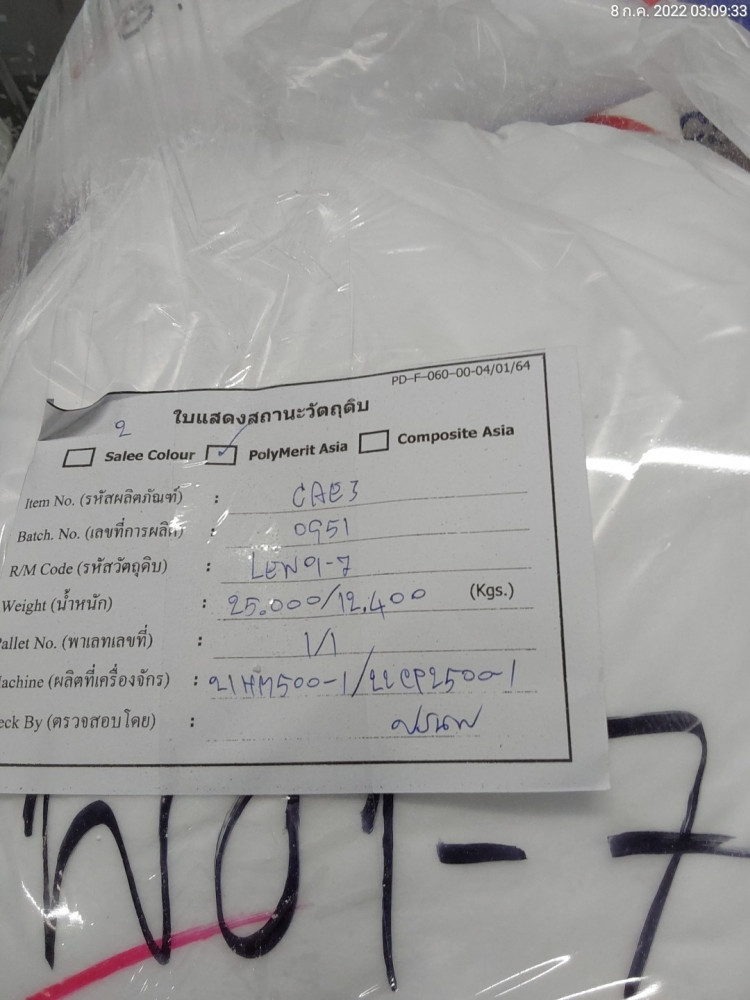 8 ก.ค. 2022 03:09:33
PD-F-060-00-04/01/64
ใบแสดงสถานะวัตถุดิบ
Salee Colour ✓ PolyMerit Asia Composite Asia
Item No. (รหัสผลิตภัณฑ์) : CAE3
Batch. No. (เลขที่การผลิต) : 0951
R/M Code (รหัสวัตถุดิบ) : LEW01-7
Weight (น้ำหนัก) : 25.000/12.400 (Kgs.)
allet No. (พาเลทเลขที่) : 1/1
achine (ผลิตที่เครื่องจักร) :
eck By (ตรวจสอบโดย) :
W01-7